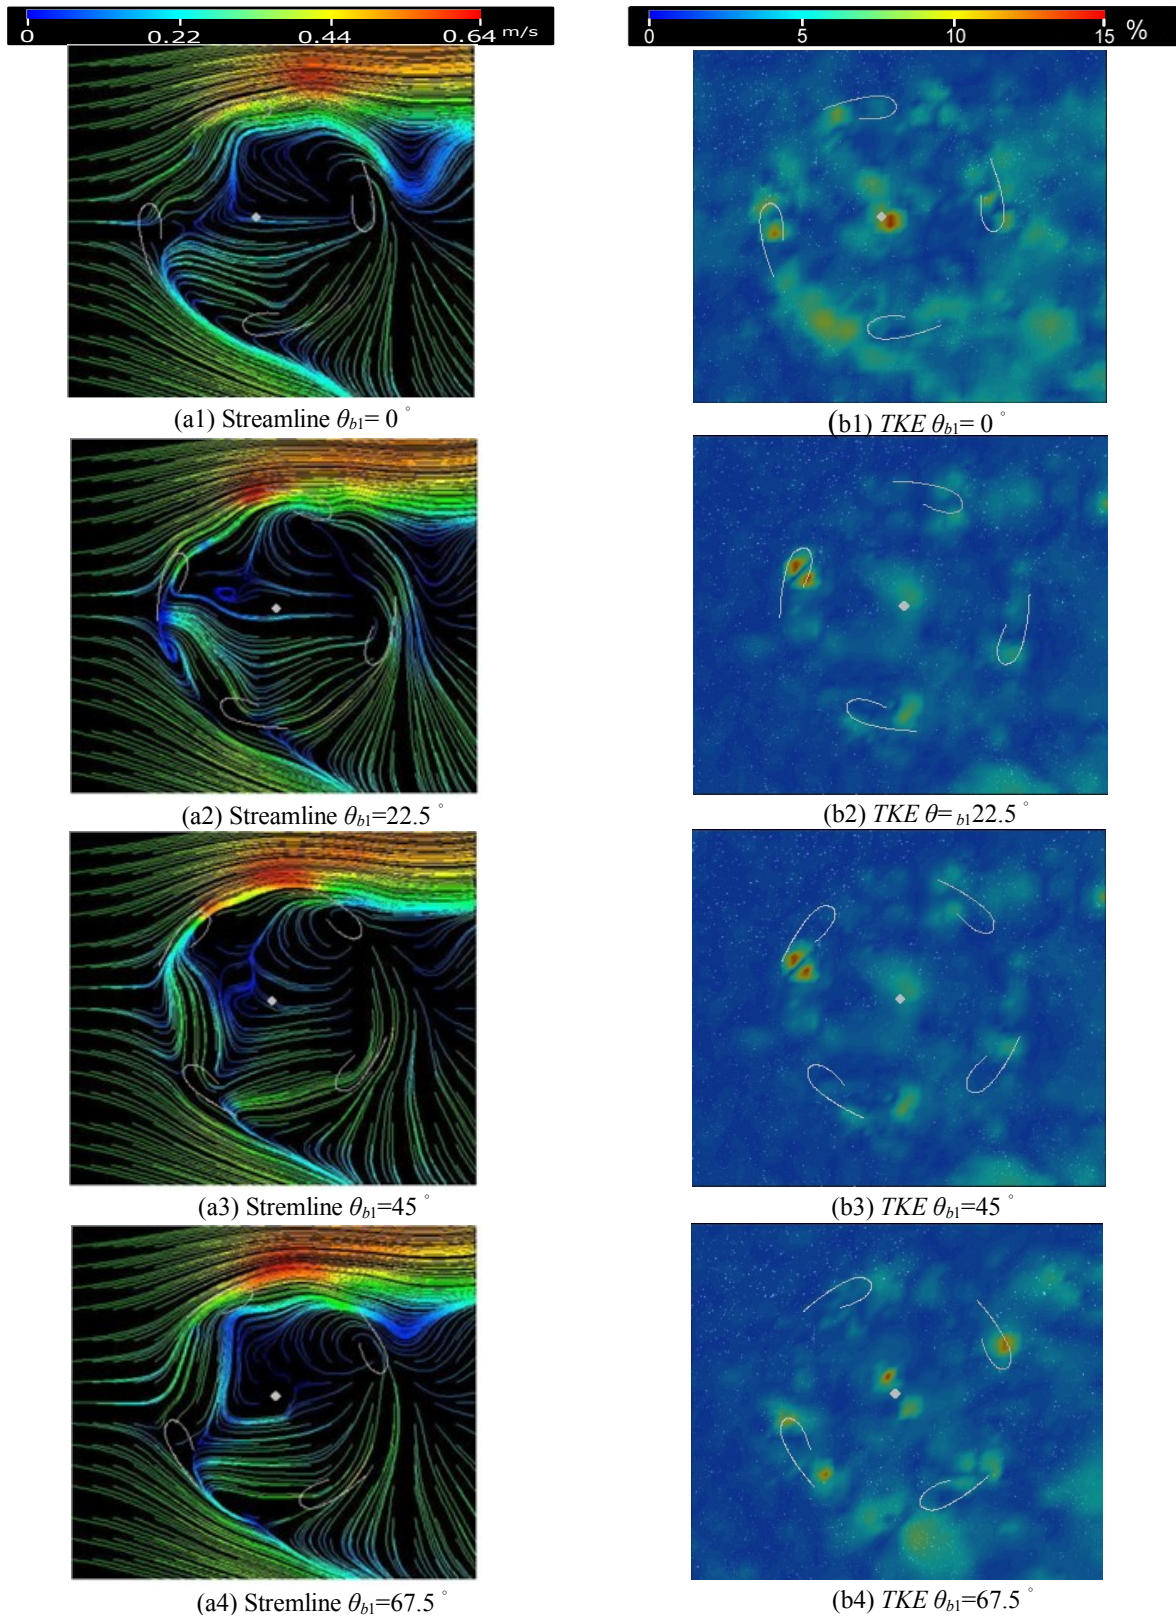 0 0.22 0.44 0.64 m/s
0 5 10 15 %
(a1) Streamline θb1= 0 °
(b1) TKE θb1= 0 °
(a2) Streamline θb1=22.5 °
(b2) TKE θ= b122.5 °
(a3) Stremline θb1=45 °
(b3) TKE θb1=45 °
(a4) Stremline θb1=67.5 °
(b4) TKE θb1=67.5 °